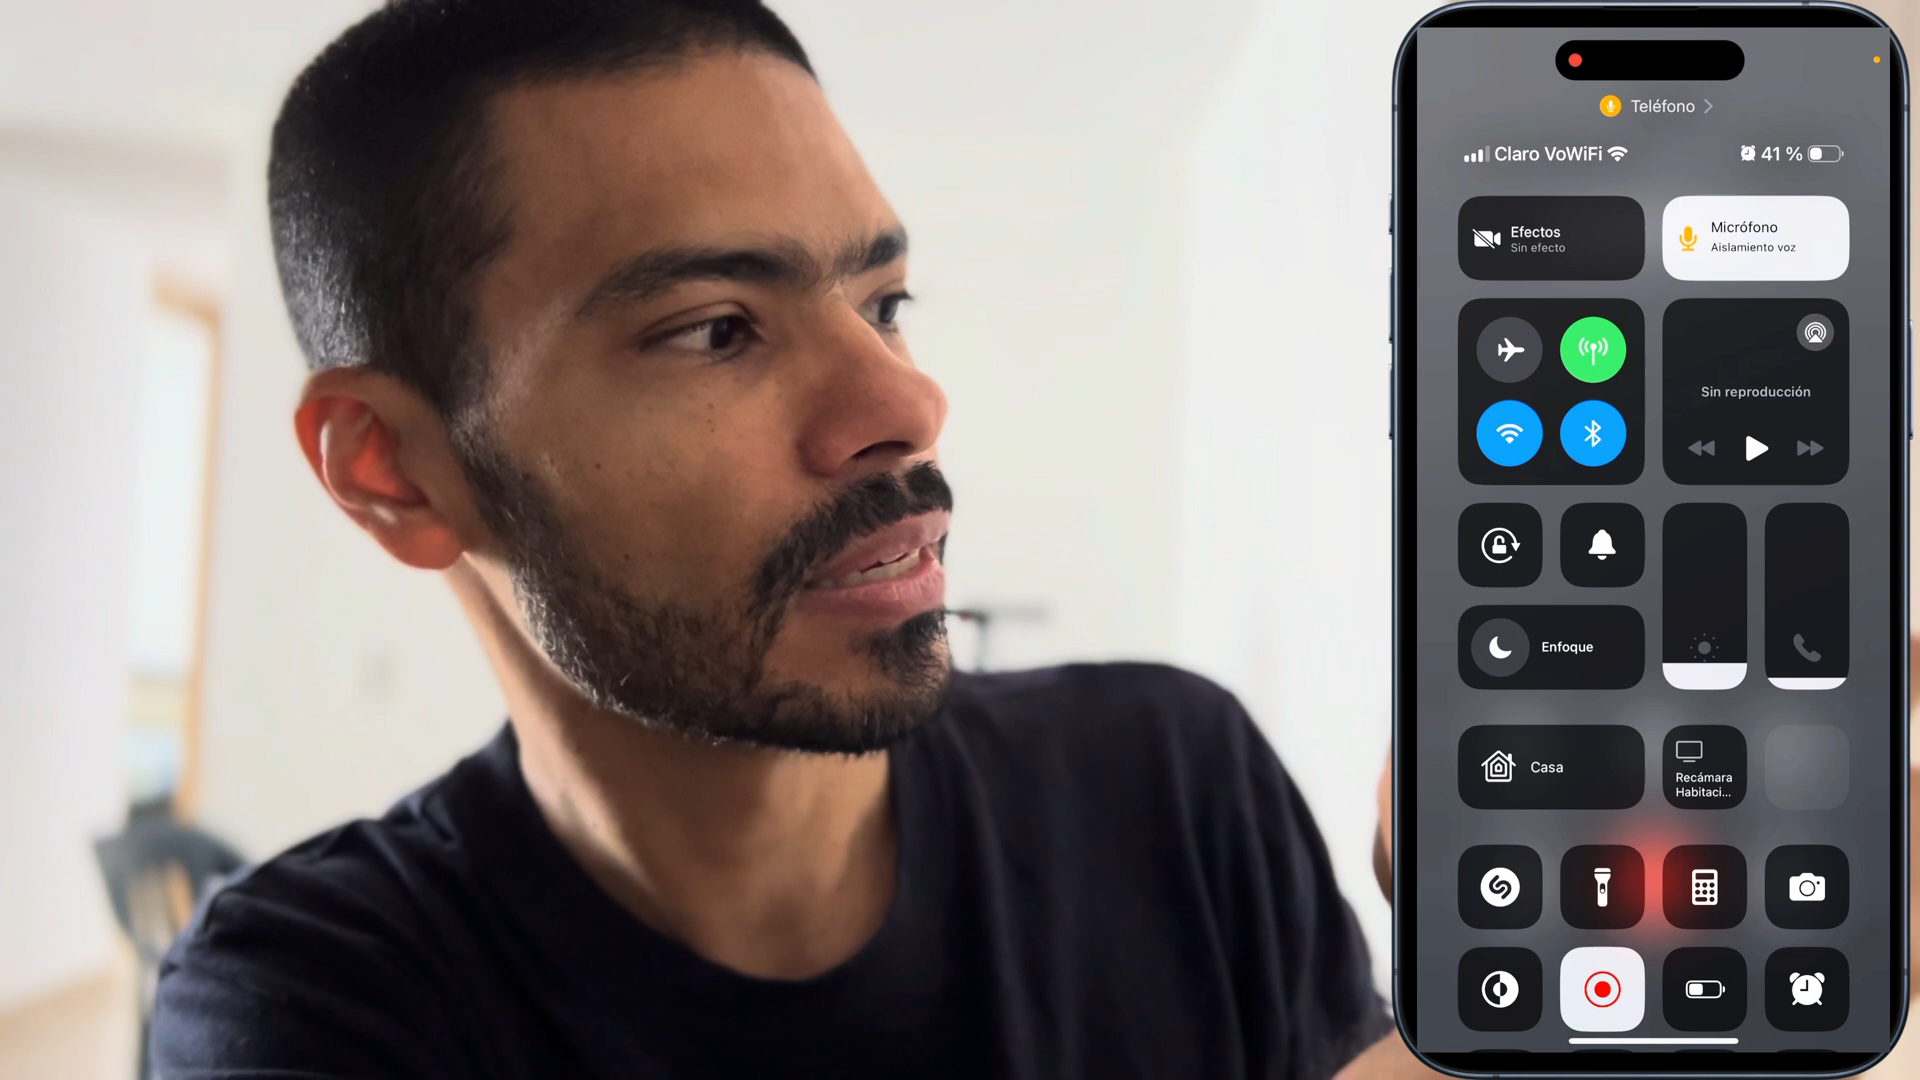 Teléfono
Claro VoWiFi
41 %
Efectos
Sin efecto
Micrófono
Aislamiento voz
Sin reproducción
Enfoque
Casa
Recámara
Habitaci...